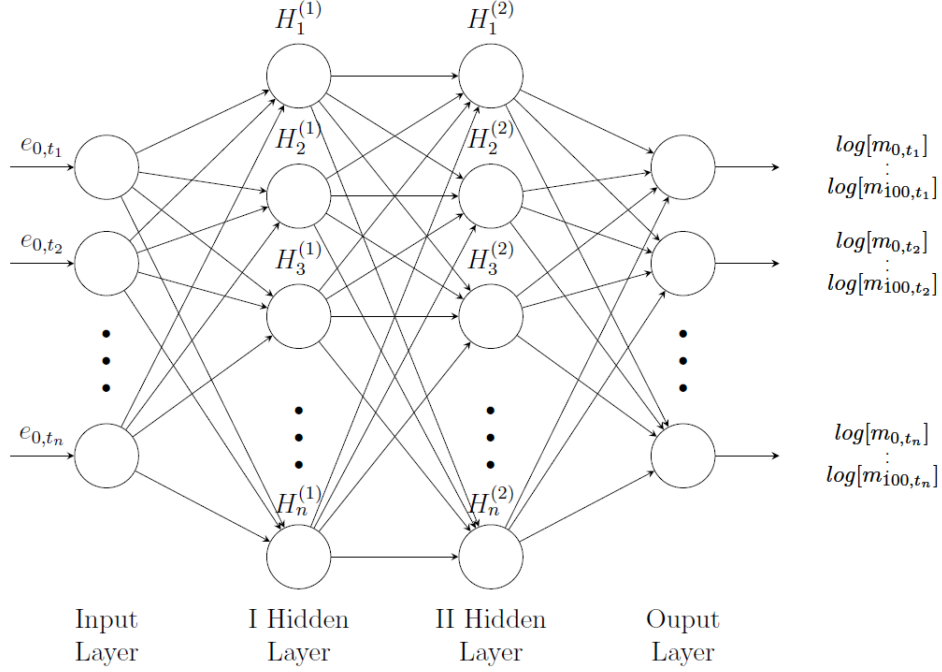 H_1^{(1)} H_1^{(2)}
e_{0,t_1} H_2^{(1)} H_2^{(2)} log[m_{0,t_1}]
⋮
log[m_{100,t_1}]
e_{0,t_2} H_3^{(1)} H_3^{(2)} log[m_{0,t_2}]
⋮
log[m_{100,t_2}]
e_{0,t_n} log[m_{0,t_n}]
⋮
log[m_{100,t_n}]
H_n^{(1)} H_n^{(2)}
Input I Hidden II Hidden Ouput
Layer Layer Layer Layer